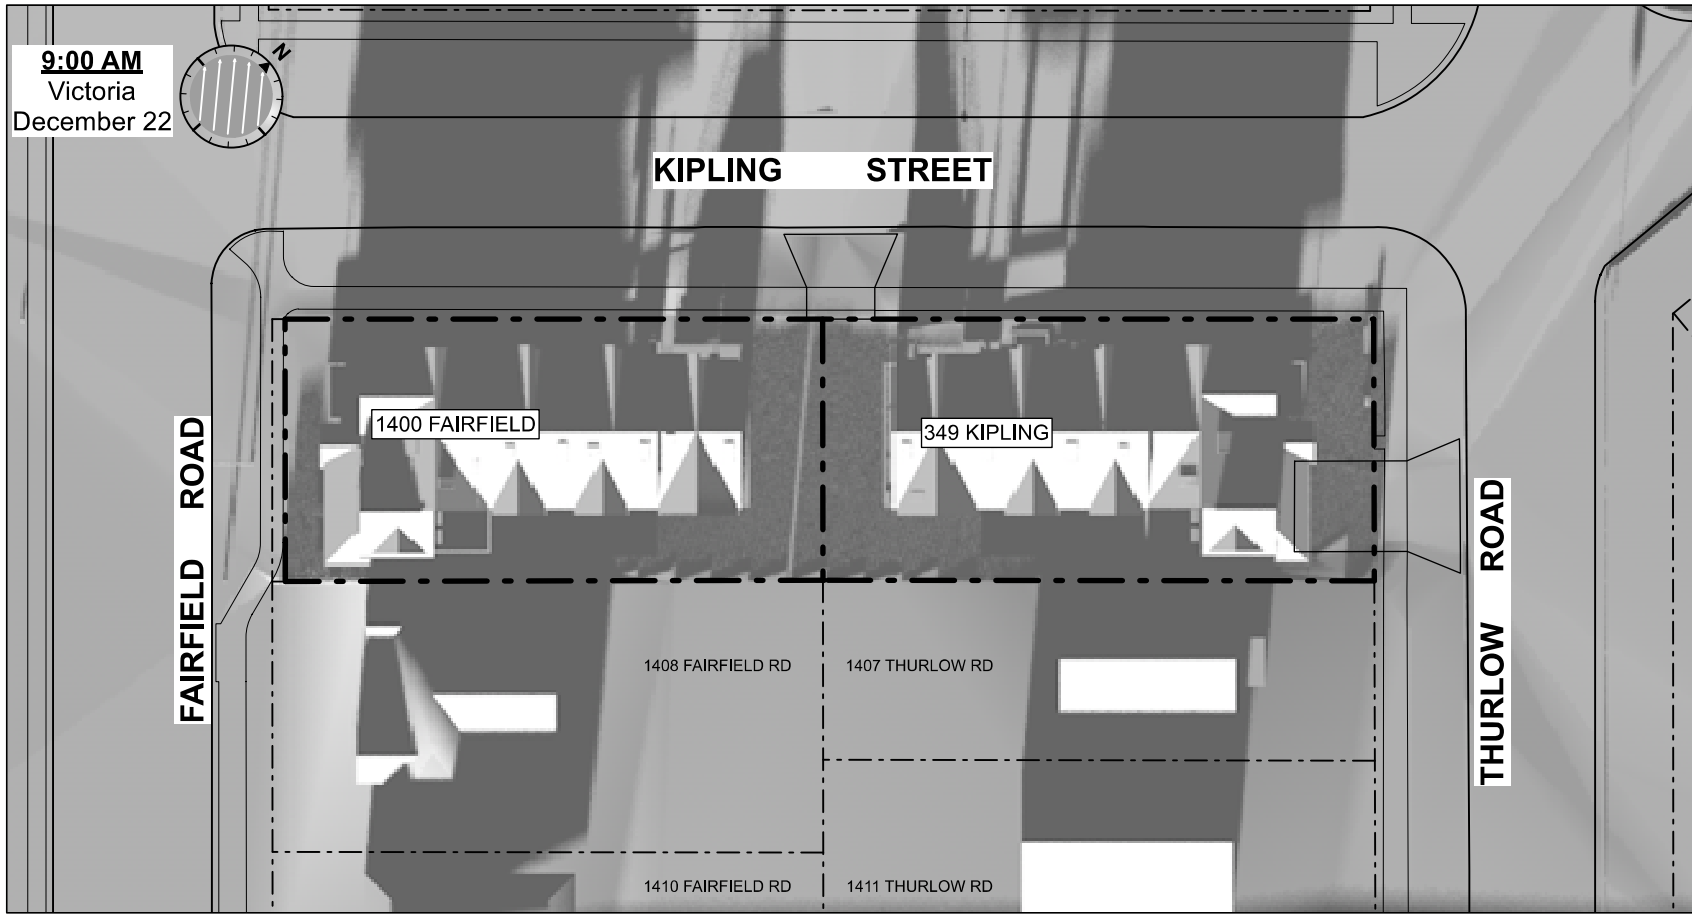 9:00 AM
Victoria
December 22
N
KIPLING STREET
1400 FAIRFIELD
349 KIPLING
FAIRFIELD ROAD
THURLOW ROAD
1408 FAIRFIELD RD
1407 THURLOW RD
1410 FAIRFIELD RD
1411 THURLOW RD